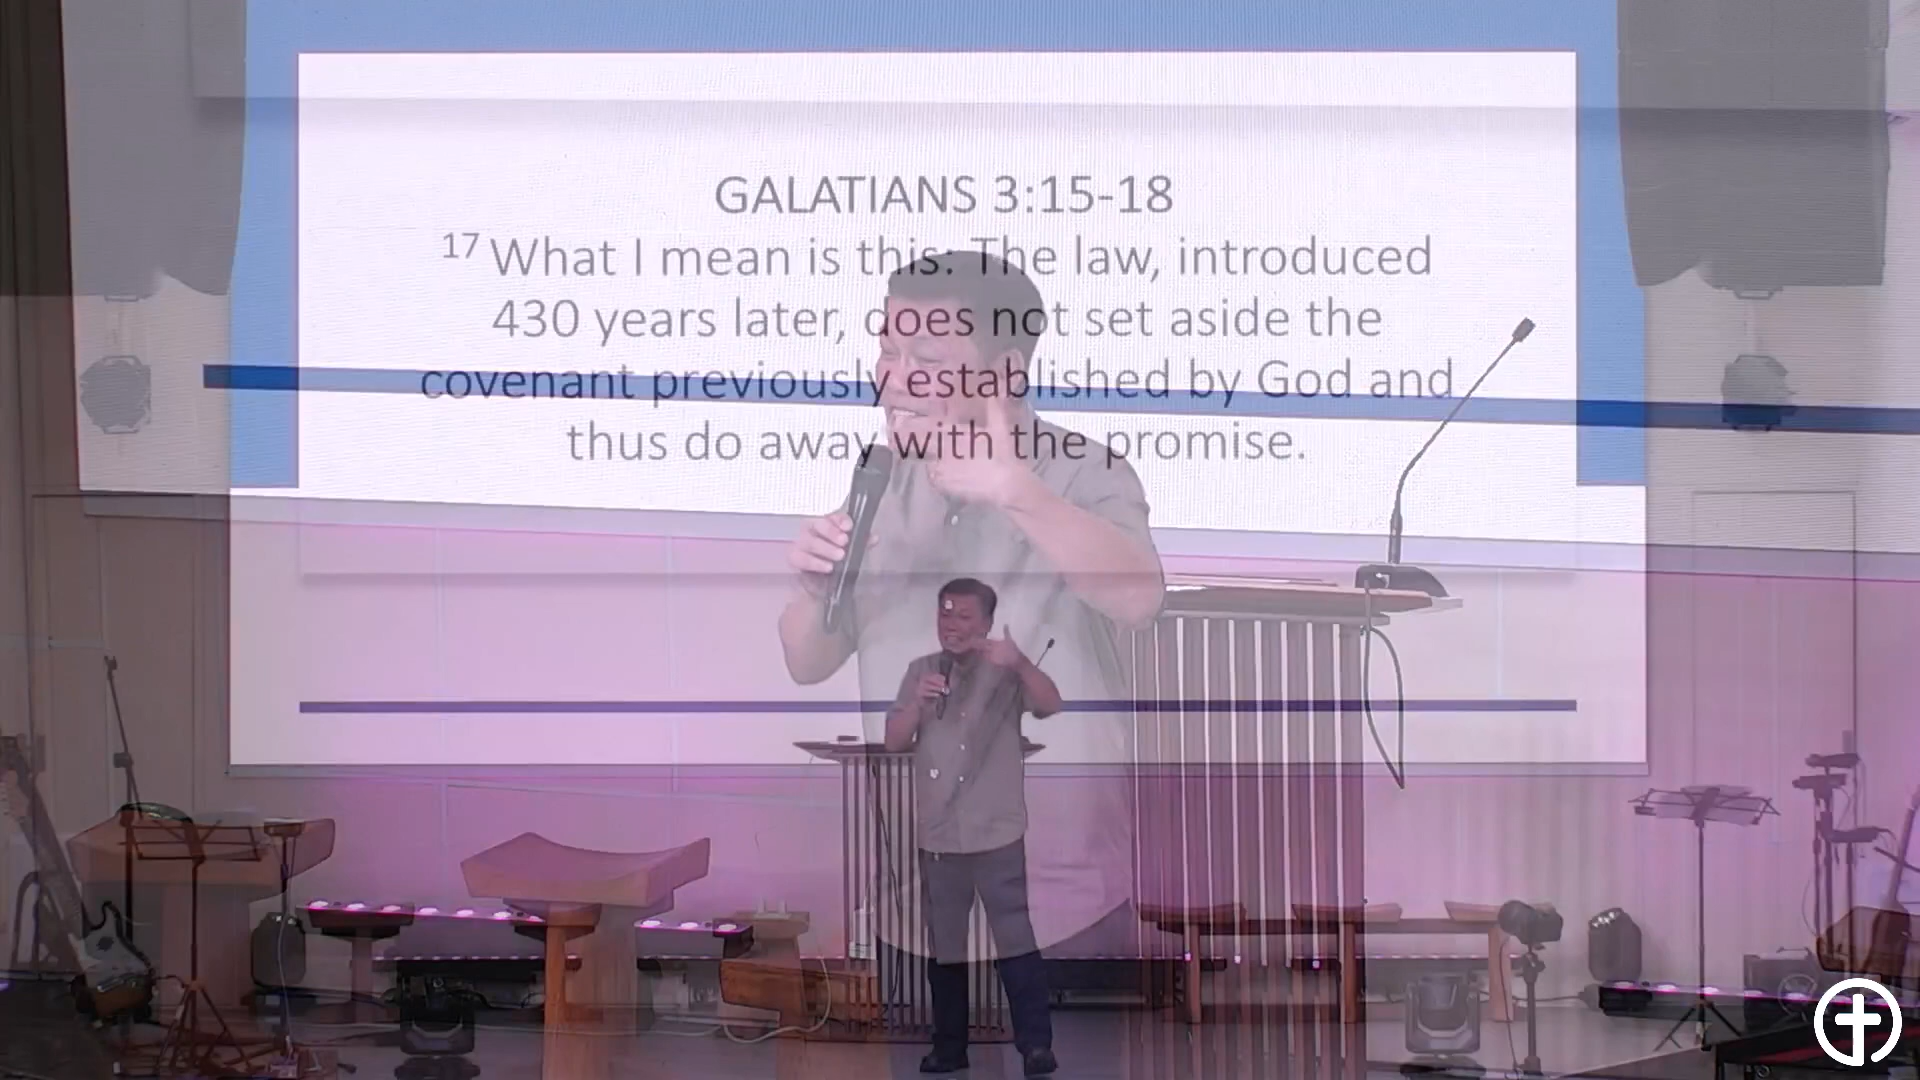 GALATIANS 3:15-18
17 What I mean is this: The law, introduced
430 years later, does not set aside the
covenant previously established by God and
thus do away with the promise.